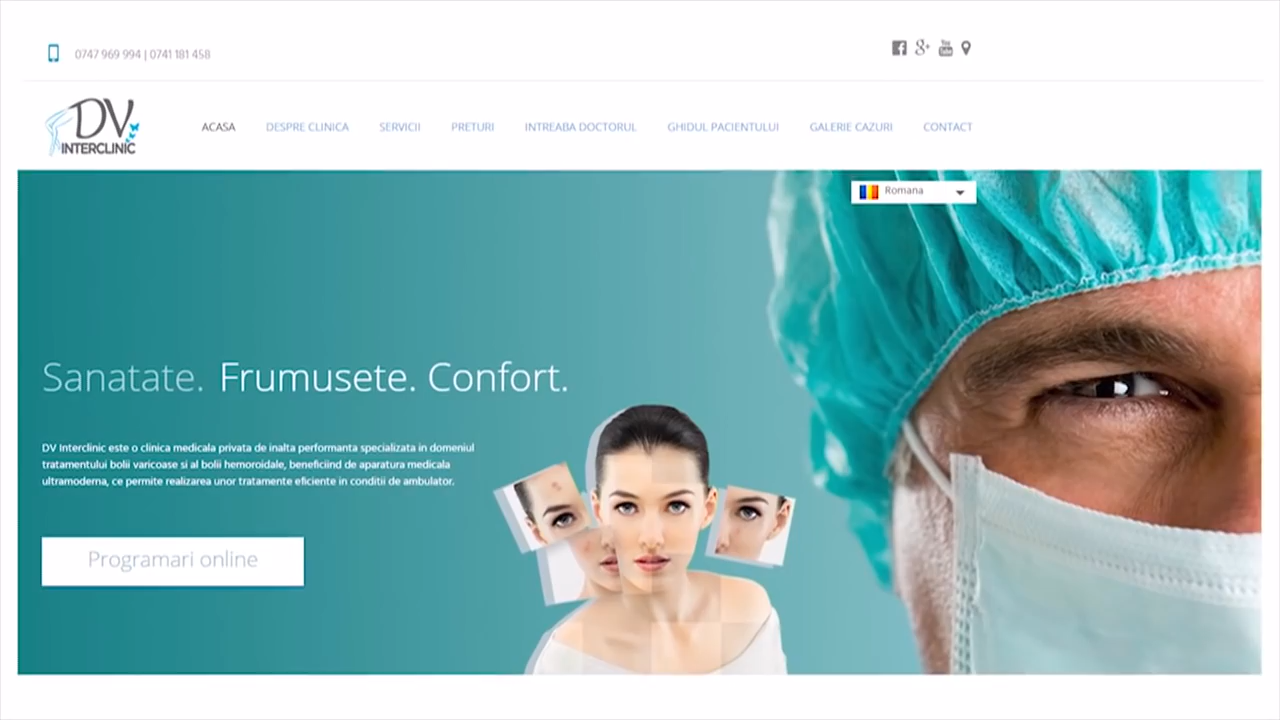 0747 969 994 | 0741 181 458
DV
INTERCLINIC
ACASA DESPRE CLINICA SERVICII PRETURI INTREABA DOCTORUL GHIDUL PACIENTULUI GALERIE CAZURI CONTACT
Romana
Sanatate. Frumusete. Confort.
DV Interclinic este o clinica medicala privata de inalta performanta specializata in domeniul
tratamentului bolii varicoase si al bolii hemoroidale, beneficiind de aparatura medicala
ultramoderna, ce permite realizarea unor tratamente eficiente in conditii de ambulator.
Programari online